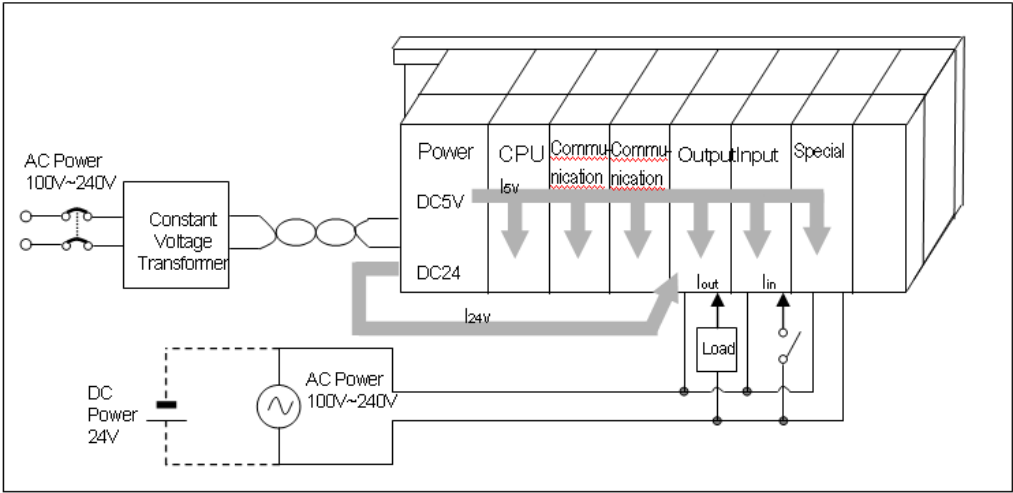 AC Power
100V~240V
Constant
Voltage
Transformer
Power
CPU
Commu-
nication
Commu-
nication
Output
Input
Special
I5V
DC5V
DC24
I24V
Iout
Iin
Load
DC
Power
24V
AC Power
100V~240V